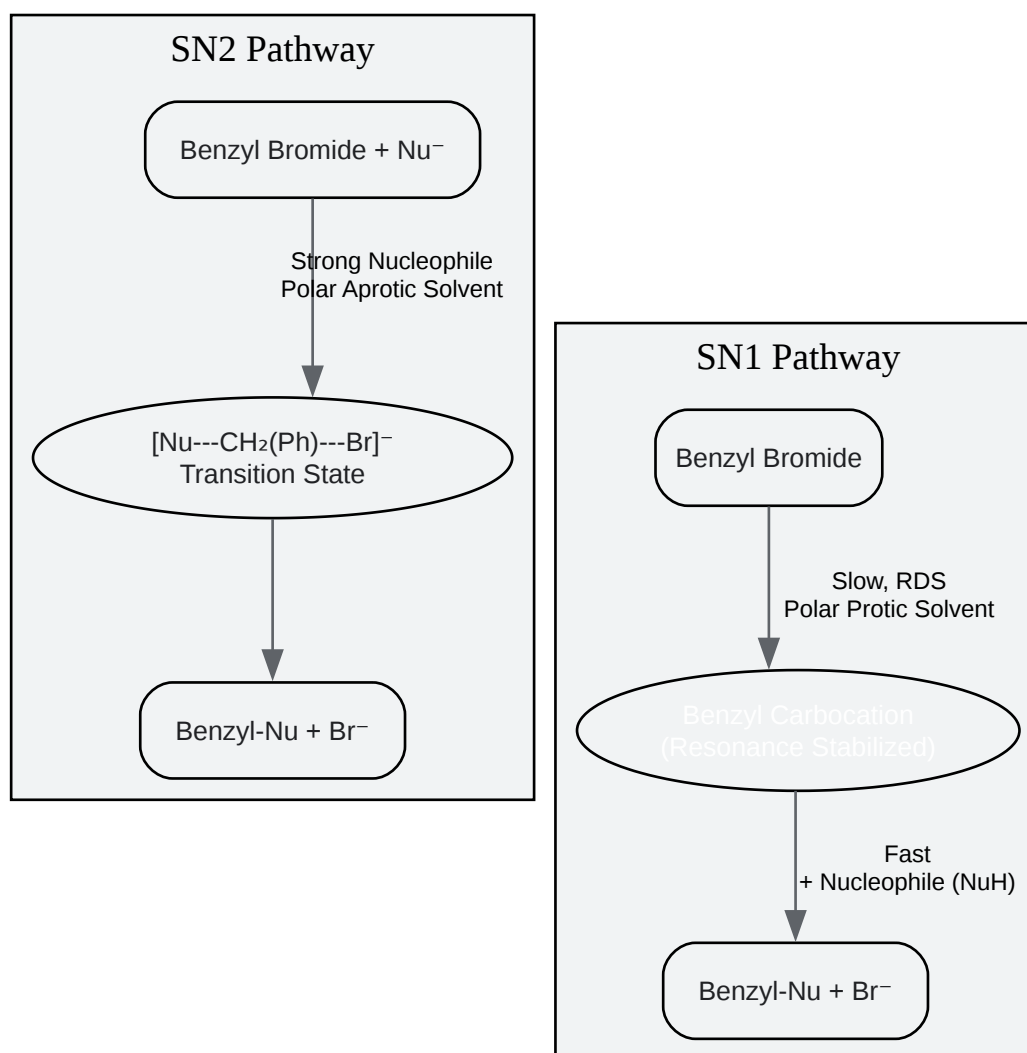 SN2 Pathway
Benzyl Bromide + Nu⁻
Strong Nucleophile
Polar Aprotic Solvent
[Nu---CH₂(Ph)---Br]⁻
Transition State
Benzyl-Nu + Br⁻
SN1 Pathway
Benzyl Bromide
Slow, RDS
Polar Protic Solvent
Benzyl Carbocation
(Resonance Stabilized)
Fast
+ Nucleophile (NuH)
Benzyl-Nu + Br⁻